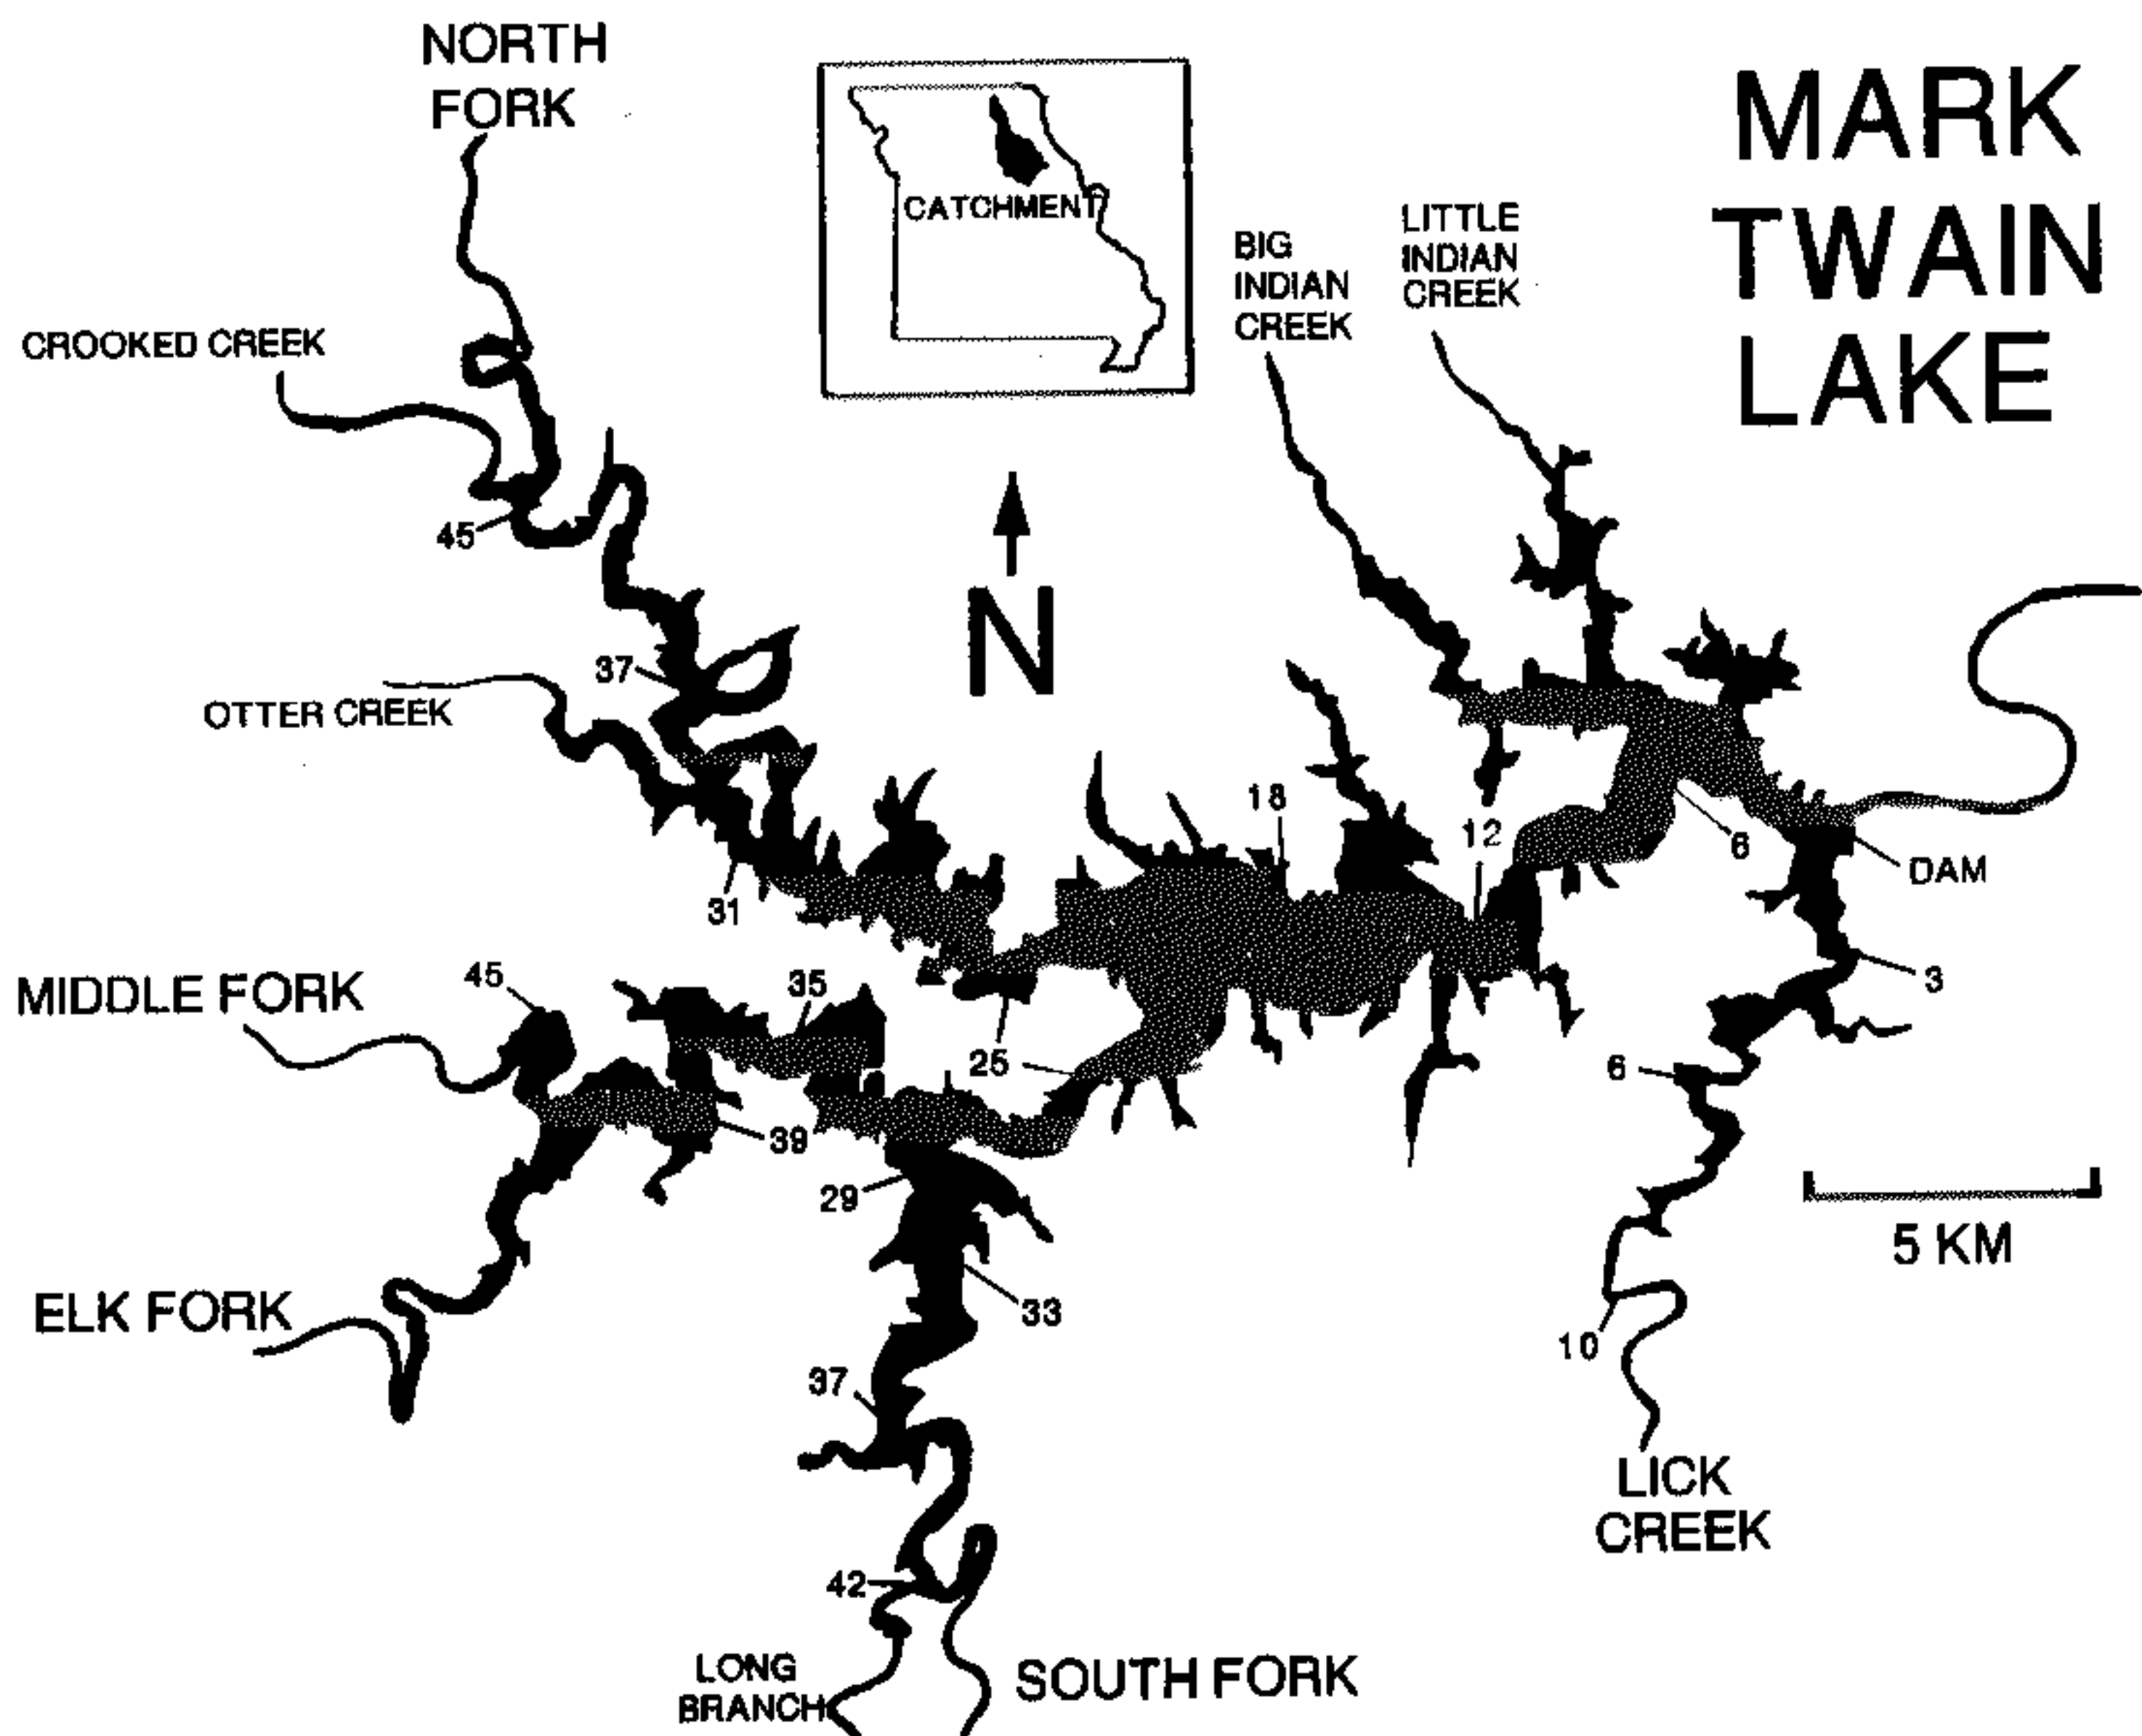 NORTH
FORK
MARK
TWAIN
LAKE
CATCHMENT
BIG
INDIAN
CREEK
LITTLE
INDIAN
CREEK
CROOKED CREEK
45
N
37
OTTER CREEK
18
12
6
DAM
31
MIDDLE FORK
45
35
25
3
6
39
29
5 KM
ELK FORK
33
10
37
LICK
CREEK
42
LONG
BRANCH
SOUTH FORK